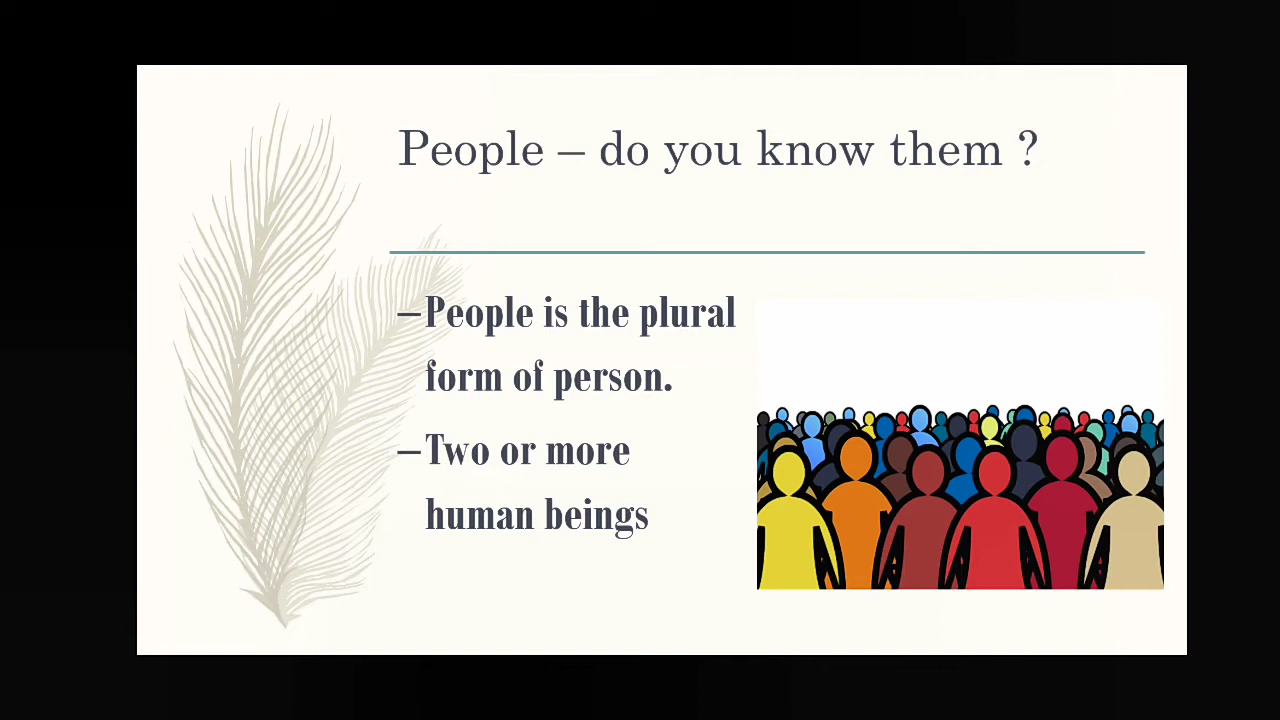 People – do you know them ?
–People is the plural
form of person.
–Two or more
human beings